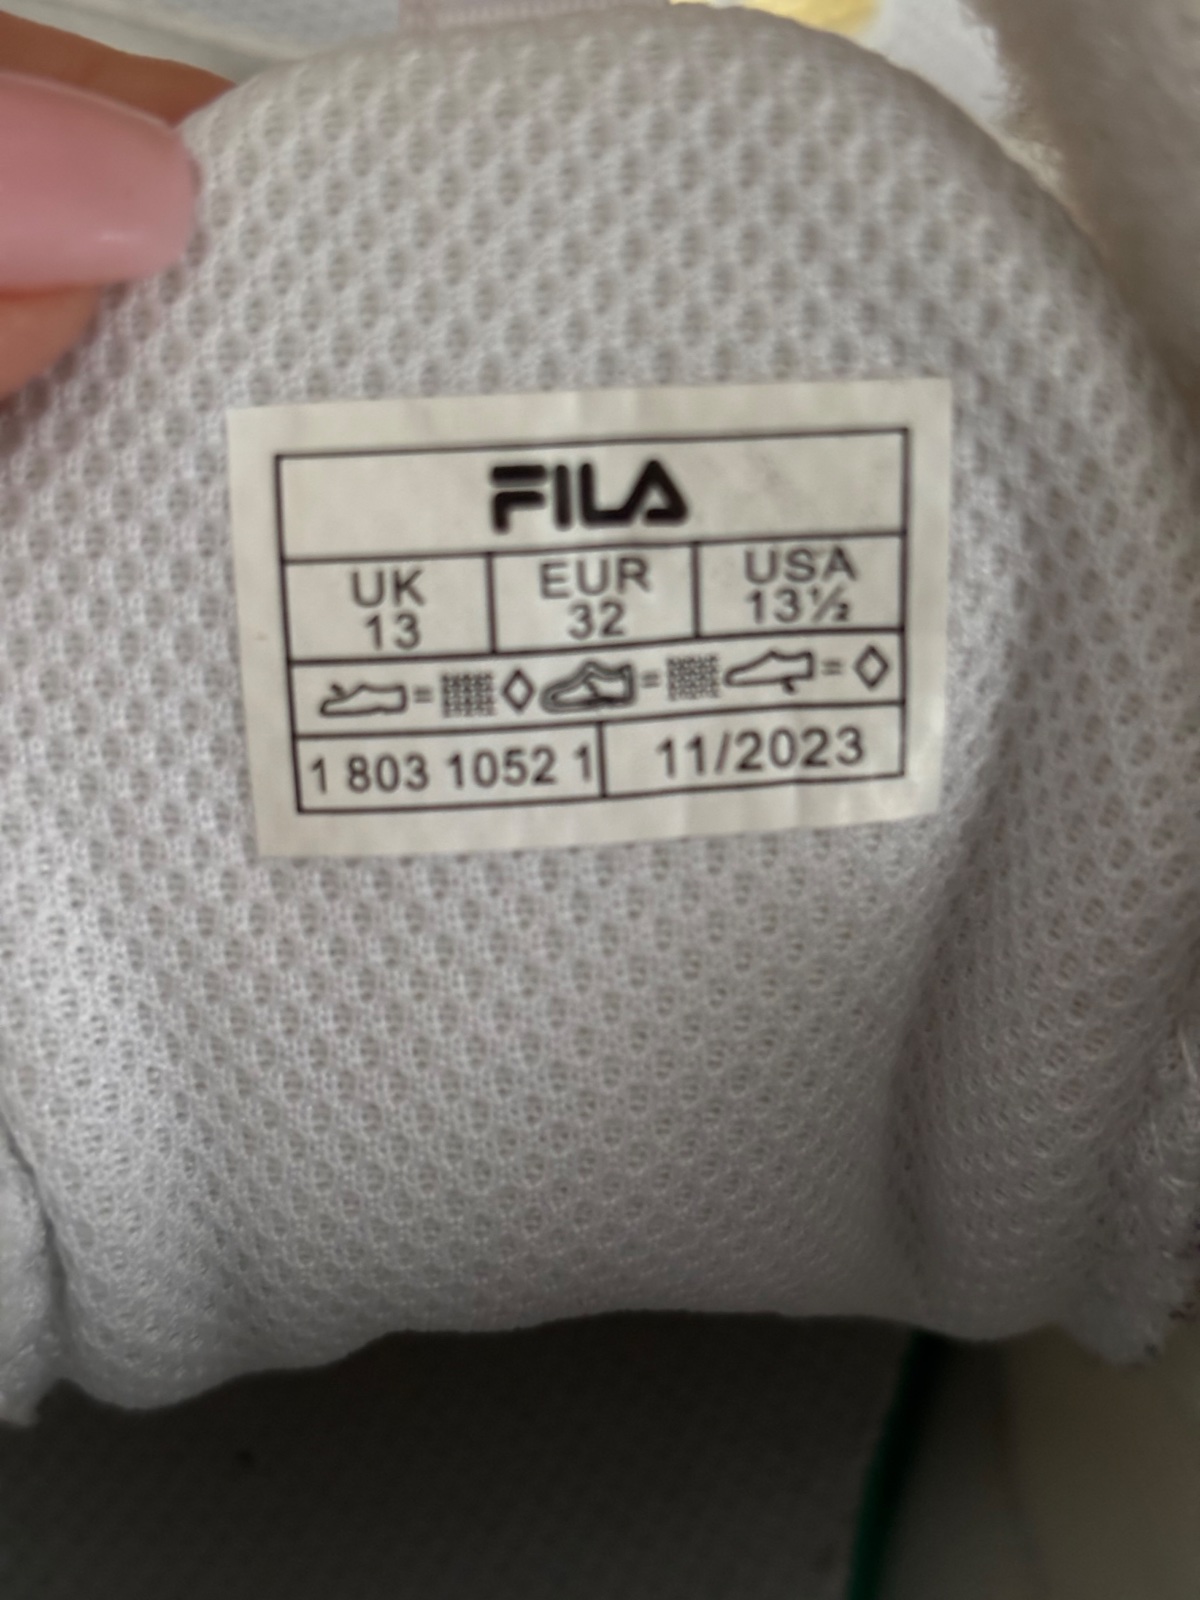 FILA
UK EUR USA
13 32 13½
= = =
1 803 1052 1 11/2023